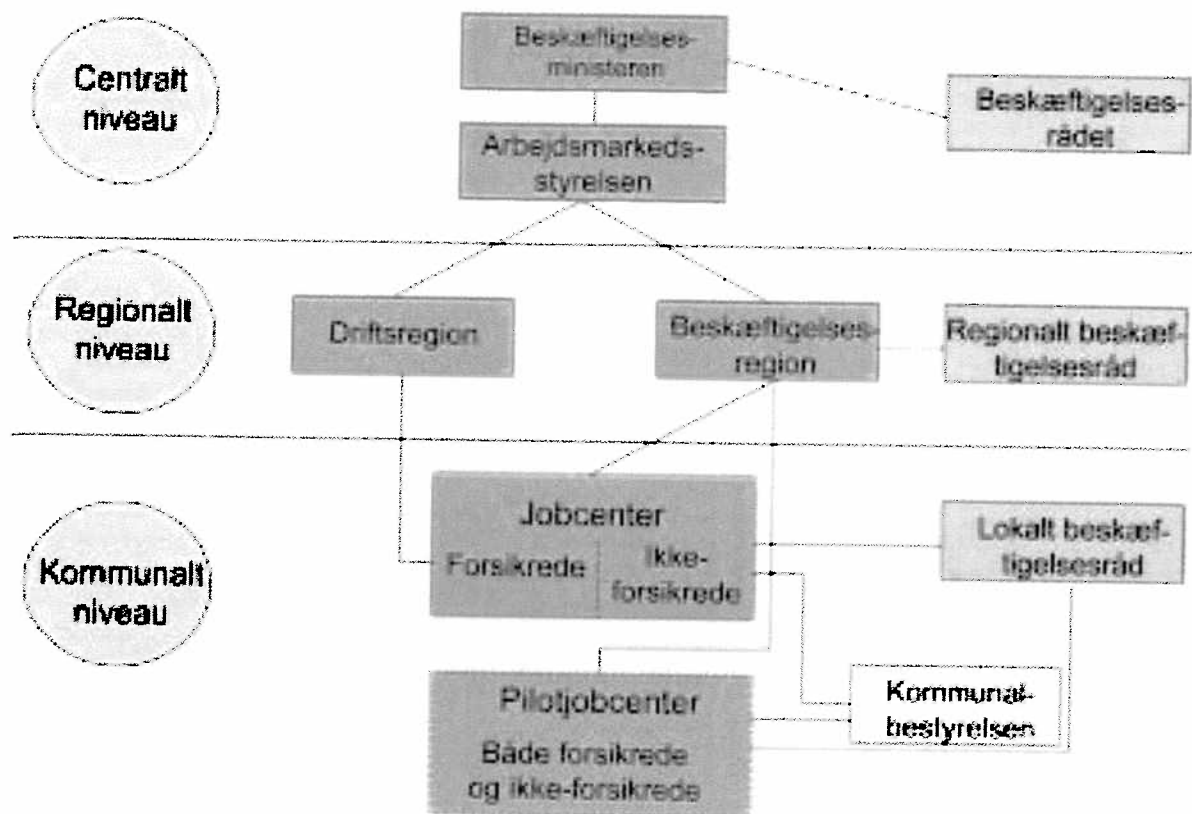 Centralt
niveau
Beskæftigelses-
ministeren
Arbejdsmarkeds-
styrelsen
Beskæftigelses-
rådet
Regionalt
niveau
Driftsregion
Beskæftigelses-
region
Regionalt beskæf-
tigelsesråd
Kommunalt
niveau
Jobcenter
Forsikrede
Ikke-
forsikrede
Lokalt beskæf-
tigelsesråd
Pilotjobcenter
Både forsikrede
og ikke-forsikrede
Kommunal-
bestyrelsen